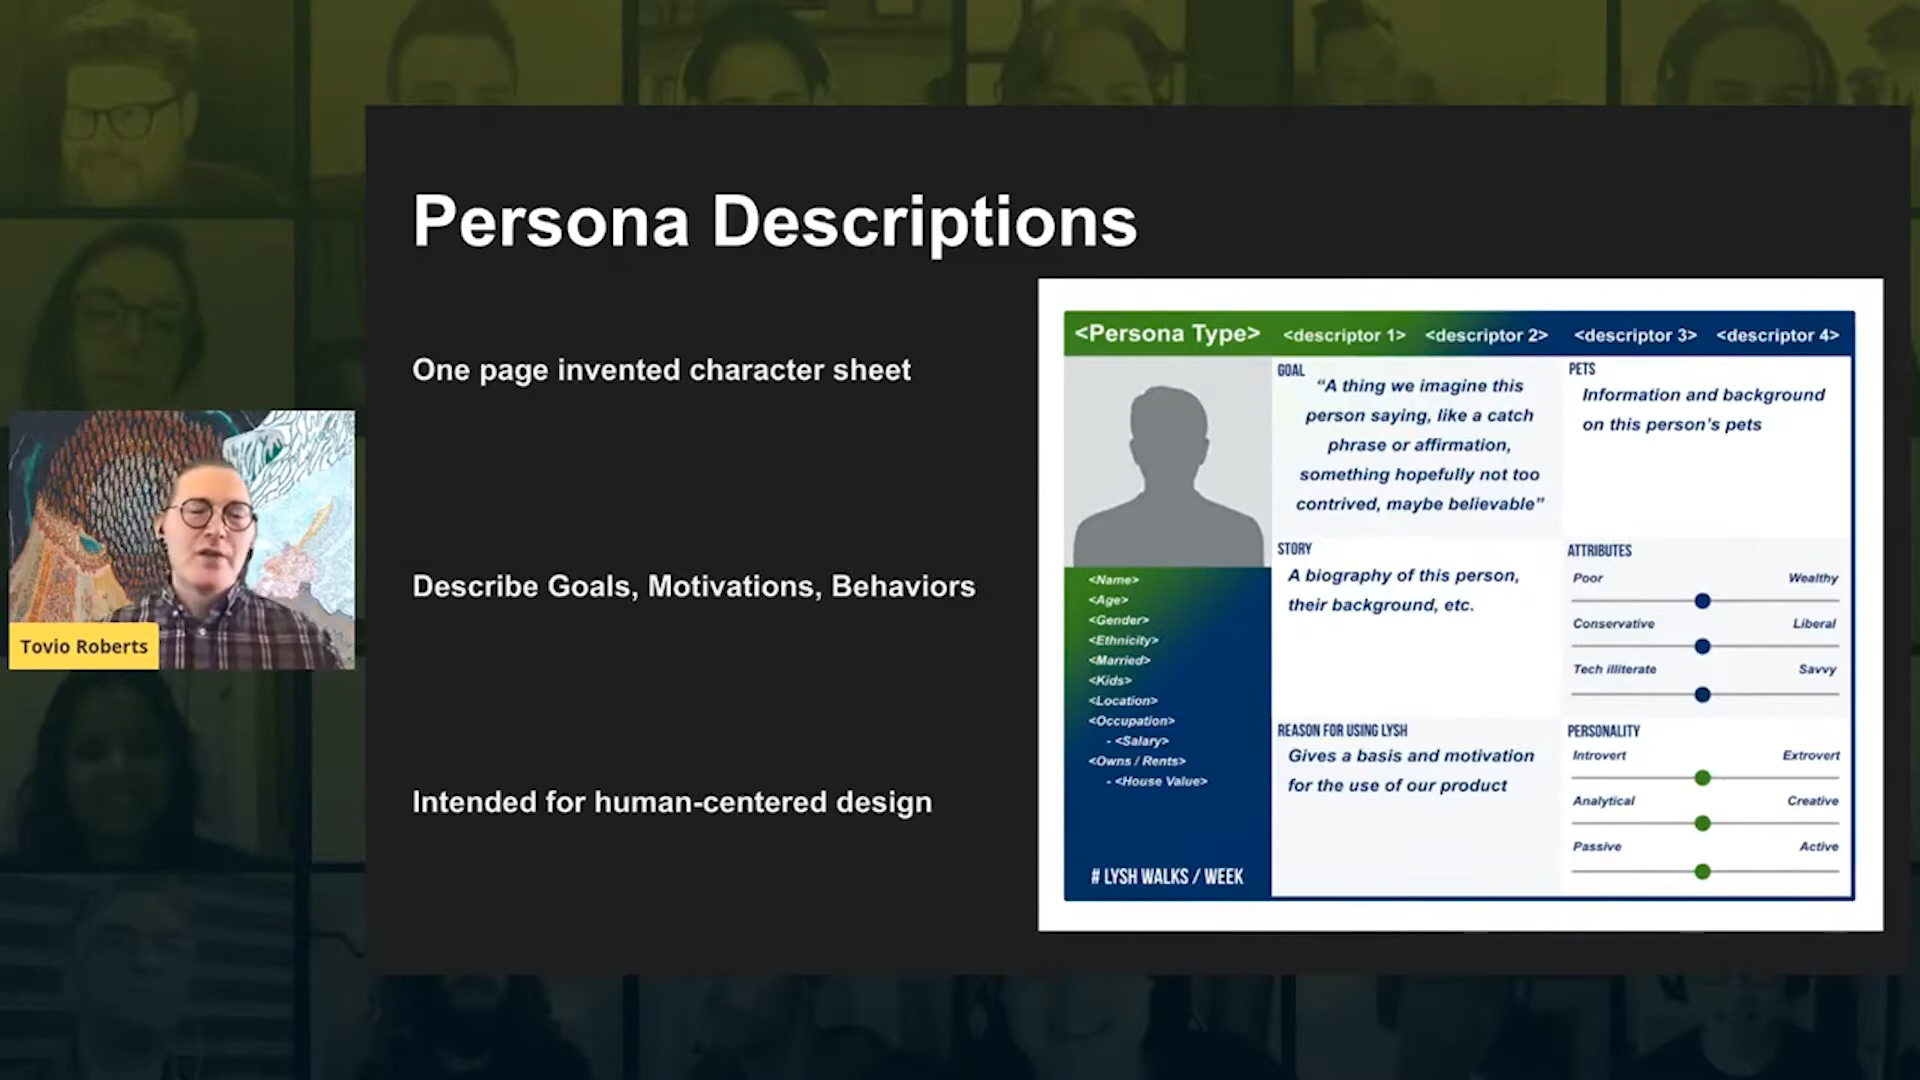 Persona Descriptions
One page invented character sheet
Describe Goals, Motivations, Behaviors
Intended for human-centered design
Tovio Roberts
<Persona Type> <descriptor 1> <descriptor 2> <descriptor 3> <descriptor 4>
GOAL
“A thing we imagine this
person saying, like a catch
phrase or affirmation,
something hopefully not too
contrived, maybe believable”
PETS
Information and background
on this person’s pets
<Name>
<Age>
<Gender>
<Ethnicity>
<Married>
<Kids>
<Location>
<Occupation>
- <Salary>
<Owns / Rents>
- <House Value>
# LYSH WALKS / WEEK
STORY
A biography of this person,
their background, etc.
REASON FOR USING LYSH
Gives a basis and motivation
for the use of our product
ATTRIBUTES
Poor Wealthy
Conservative Liberal
Tech illiterate Savvy
PERSONALITY
Introvert Extrovert
Analytical Creative
Passive Active